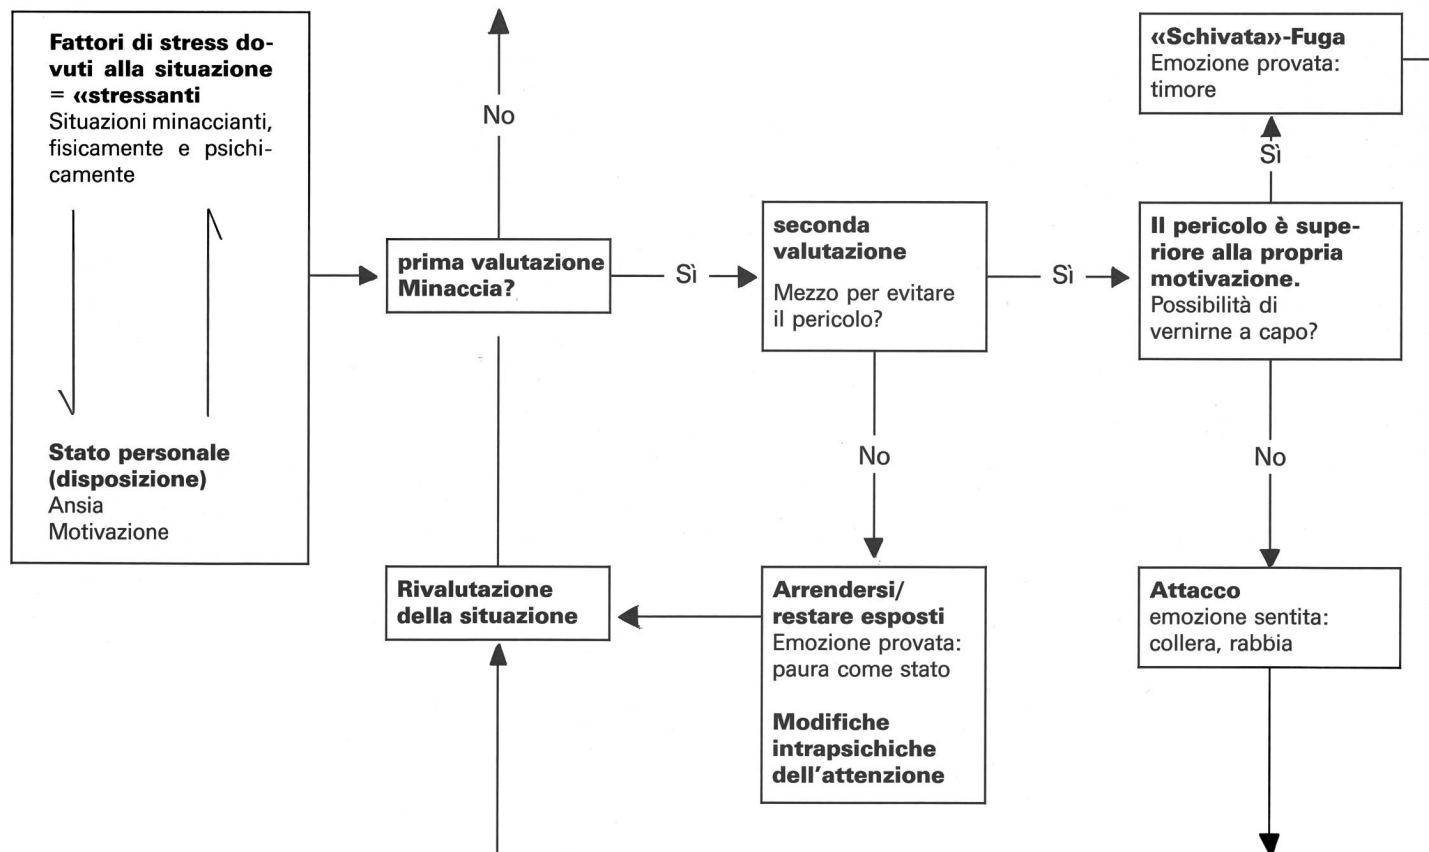 Fattori di stress do-
vuti alla situazione
= «stressanti
Situazioni minaccianti,
fisicamente e psichi-
camente
Stato personale
(disposizione)
Ansia
Motivazione
No
prima valutazione
Minaccia?
Rivalutazione
della situazione
Sì
seconda
valutazione
Mezzo per evitare
il pericolo?
No
Arrendersi/
restare esposti
Emozione provata:
paura come stato
Modifiche
intrapsichiche
dell'attenzione
Sì
«Schivata»-Fuga
Emozione provata:
timore
Sì
Il pericolo è supe-
riore alla propria
motivazione.
Possibilità di
vernirne a capo?
No
Attacco
emozione sentita:
collera, rabbia